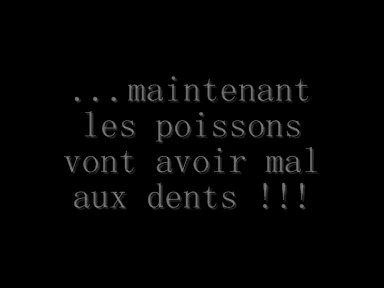 ...maintenant
les poissons
vont avoir mal
aux dents !!!